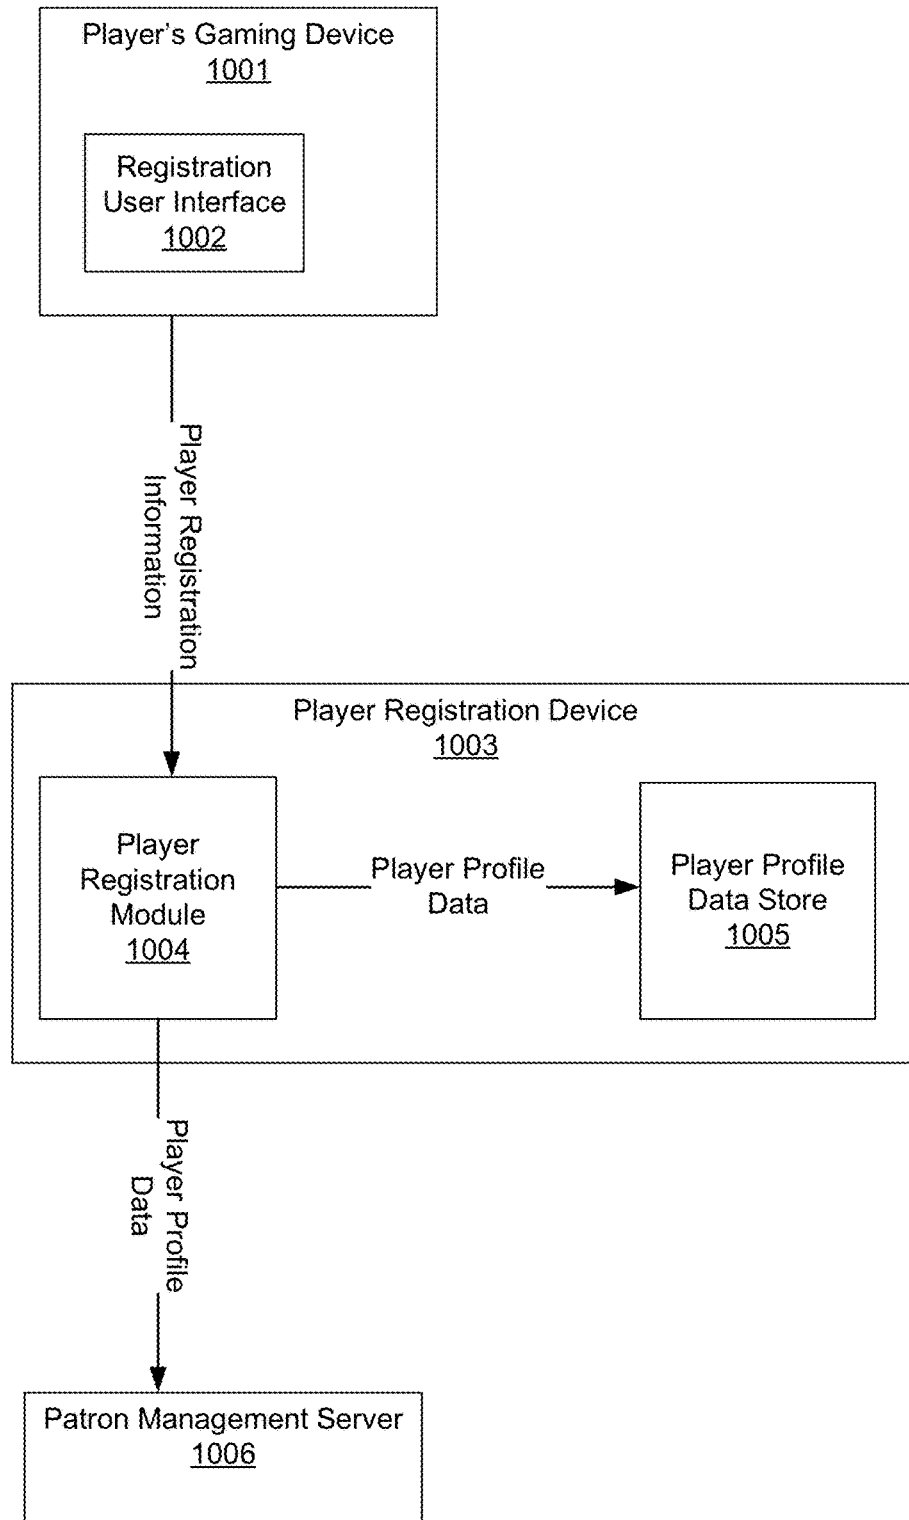 Player's Gaming Device
1001
Registration
User Interface
1002
Player Registration
Information
Player Registration Device
1003
Player
Registration
Module
1004
Player Profile
Data
Player Profile
Data Store
1005
Player Profile
Data
Patron Management Server
1006